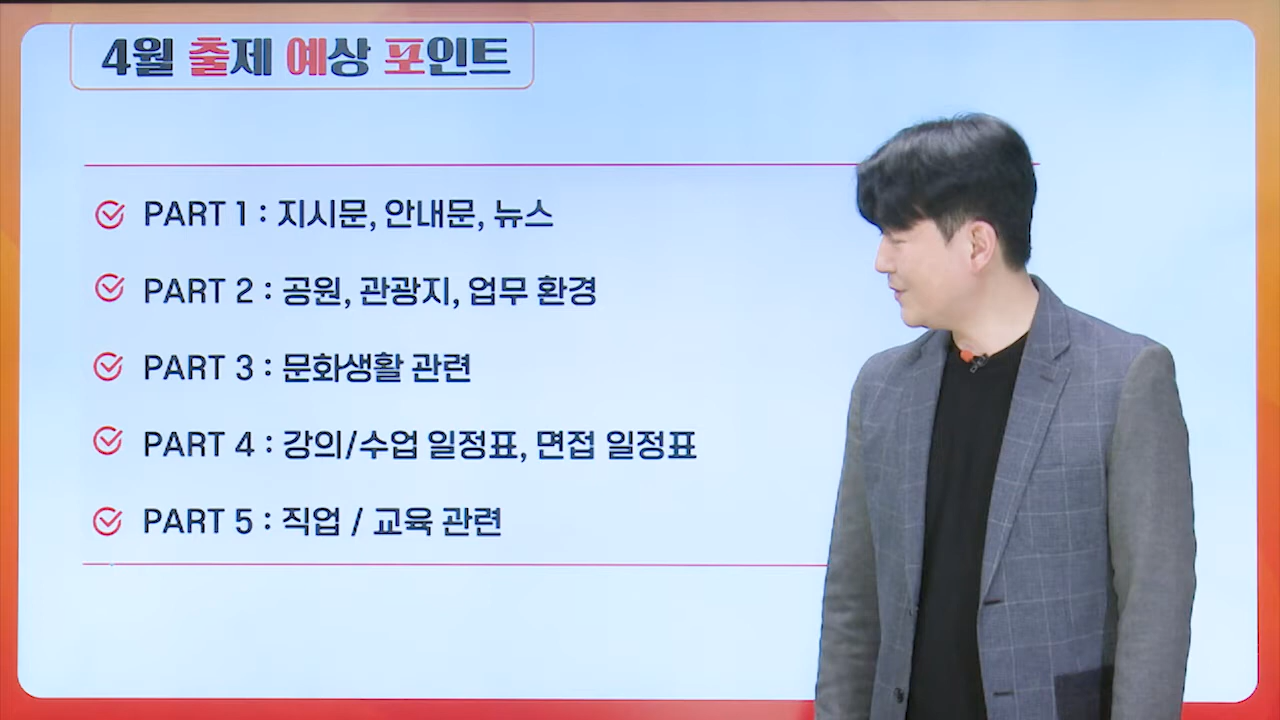 4월 출제 예상 포인트
PART 1 : 지시문, 안내문, 뉴스
PART 2 : 공원, 관광지, 업무 환경
PART 3 : 문화생활 관련
PART 4 : 강의/수업 일정표, 면접 일정표
PART 5 : 직업 / 교육 관련